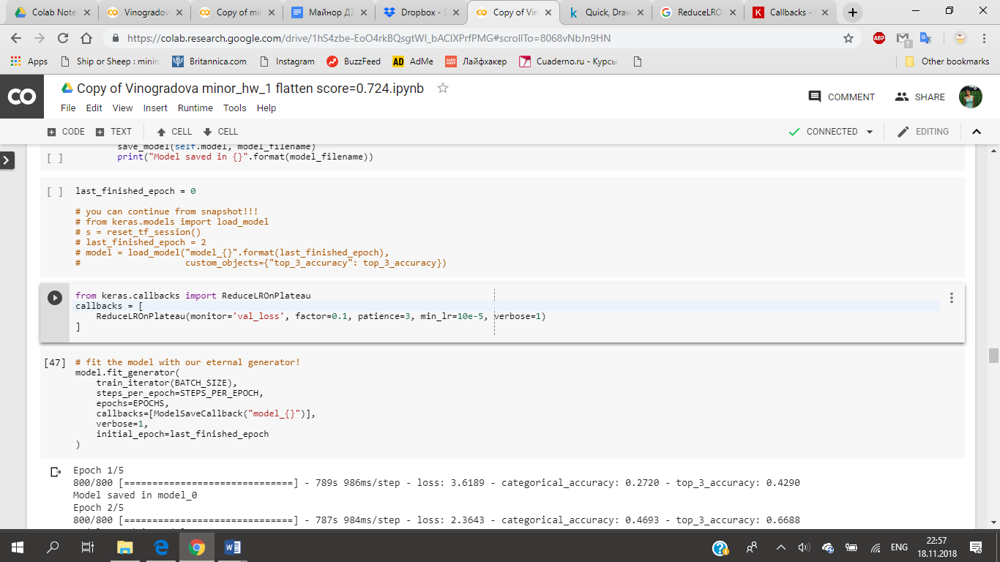 Colab Note
Vinogradov
Copy of mir
Майнор ДЗ
Dropbox - S
Copy of Vin
Quick, Draw
ReduceLRO
Callbacks -
https://colab.research.google.com/drive/1hS4zbe-EoO4rkBQsgtWI_bAClXPrfPMG#scrollTo=8068vNbJn9HN
ABP
Apps
Ship or Sheep : minim
Britannica.com
Instagram
BuzzFeed
AD AdMe
Лайфхакер
Cuaderno.ru - Курсы
Other bookmarks
CO
Copy of Vinogradova minor_hw_1 flatten score=0.724.ipynb
COMMENT
SHARE
File Edit View Insert Runtime Tools Help
CODE TEXT CELL CELL
CONNECTED
EDITING
save_model(self.model, model_filename)
[ ] print("Model saved in {}".format(model_filename))
[ ] last_finished_epoch = 0
# you can continue from snapshot!!!
# from keras.models import load_model
# s = reset_tf_session()
# last_finished_epoch = 2
# model = load_model("model_{}".format(last_finished_epoch),
# custom_objects={"top_3_accuracy": top_3_accuracy})
from keras.callbacks import ReduceLROnPlateau
callbacks = [
ReduceLROnPlateau(monitor='val_loss', factor=0.1, patience=3, min_lr=10e-5, verbose=1)
]
[47] # fit the model with our eternal generator!
model.fit_generator(
train_iterator(BATCH_SIZE),
steps_per_epoch=STEPS_PER_EPOCH,
epochs=EPOCHS,
callbacks=[ModelSaveCallback("model_{}")],
verbose=1,
initial_epoch=last_finished_epoch
)
Epoch 1/5
800/800 [==============================] - 789s 986ms/step - loss: 3.6189 - categorical_accuracy: 0.2720 - top_3_accuracy: 0.4290
Model saved in model_0
Epoch 2/5
800/800 [==============================] - 787s 984ms/step - loss: 2.3643 - categorical_accuracy: 0.4693 - top_3_accuracy: 0.6688
ENG
22:57
18.11.2018